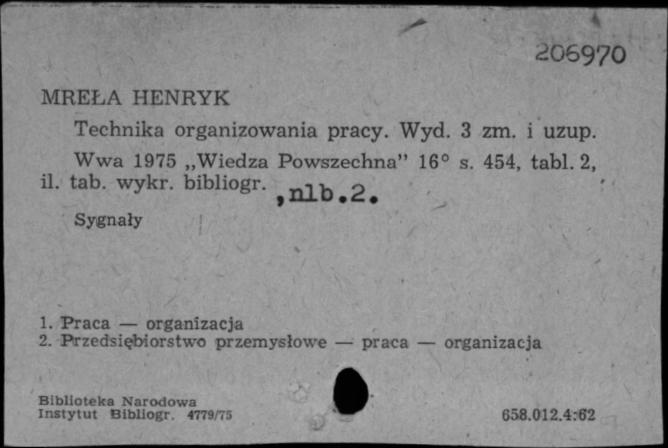 206970
MREŁA HENRYK
Technika organizowania pracy. Wyd. 3 zm. i uzup.
Wwa 1975 „Wiedza Powszechna” 16° s. 454, tabl. 2,
il. tab. wykr. bibliogr. , nlb.2.
Sygnały
1. Praca — organizacja
2. Przedsiębiorstwo przemysłowe — praca — organizacja
Biblioteka Narodowa
Instytut Bibliogr. 4779/75
658.012.4:62